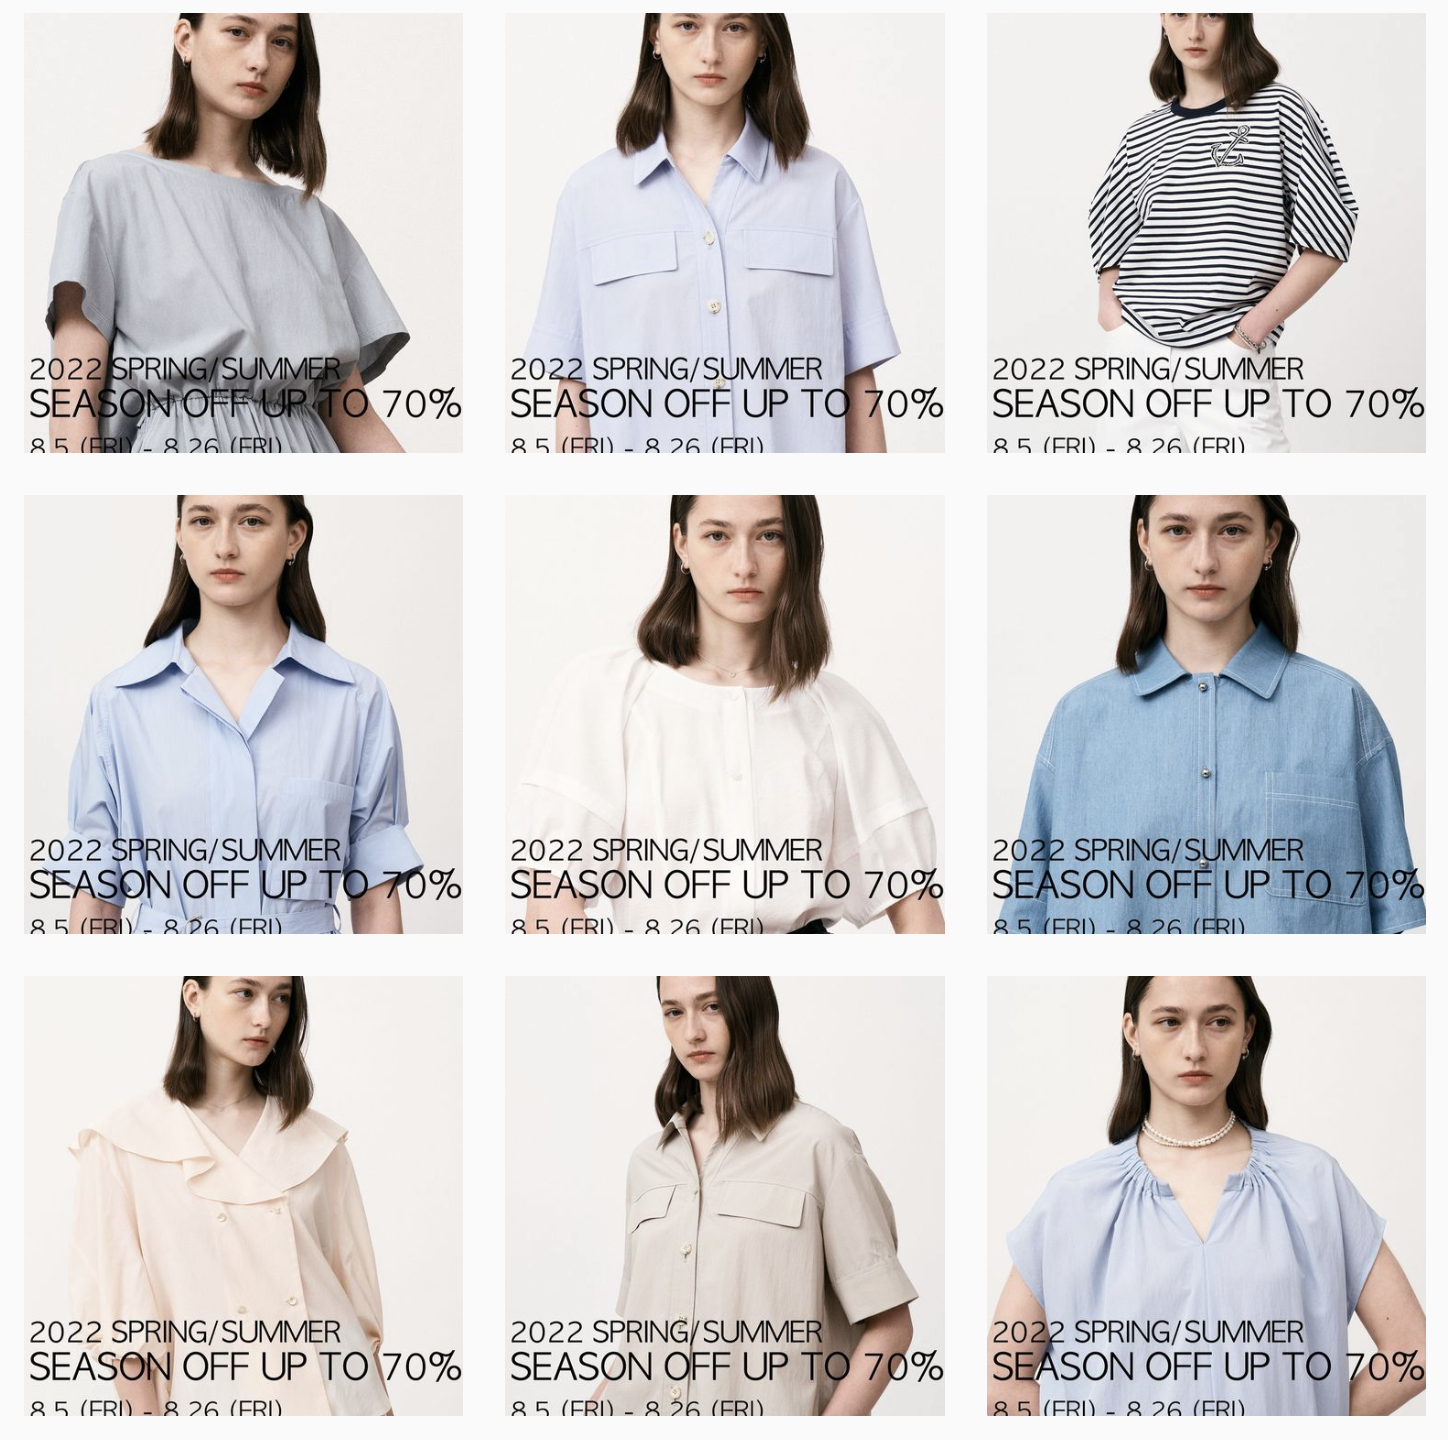 2022 SPRING/SUMMER
SEASON OFF UP TO 70%
8.5 (FRI) - 8.26 (FRI)
2022 SPRING/SUMMER
SEASON OFF UP TO 70%
8.5 (FRI) - 8.26 (FRI)
2022 SPRING/SUMMER
SEASON OFF UP TO 70%
8.5 (FRI) - 8.26 (FRI)
2022 SPRING/SUMMER
SEASON OFF UP TO 70%
8.5 (FRI) - 8.26 (FRI)
2022 SPRING/SUMMER
SEASON OFF UP TO 70%
8.5 (FRI) - 8.26 (FRI)
2022 SPRING/SUMMER
SEASON OFF UP TO 70%
8.5 (FRI) - 8.26 (FRI)
2022 SPRING/SUMMER
SEASON OFF UP TO 70%
8.5 (FRI) - 8.26 (FRI)
2022 SPRING/SUMMER
SEASON OFF UP TO 70%
8.5 (FRI) - 8.26 (FRI)
2022 SPRING/SUMMER
SEASON OFF UP TO 70%
8.5 (FRI) - 8.26 (FRI)